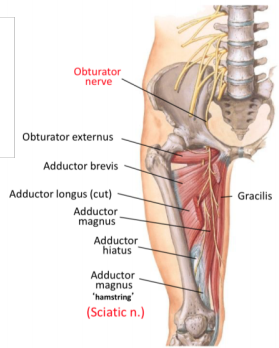 Obturator
nerve
Obturator externus
Adductor brevis
Adductor longus (cut)
Gracilis
Adductor
magnus
Adductor
hiatus
Adductor
magnus
'hamstring'
(Sciatic n.)